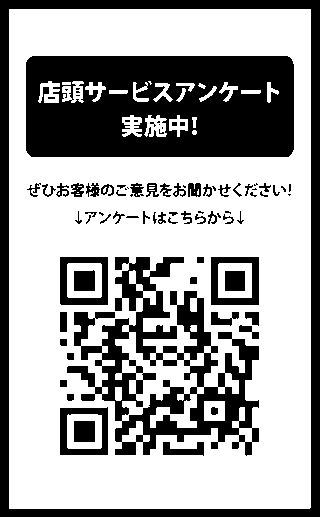 店頭サービスアンケート
実施中!
ぜひお客様のご意見をお聞かせください!
↓アンケートはこちらから↓